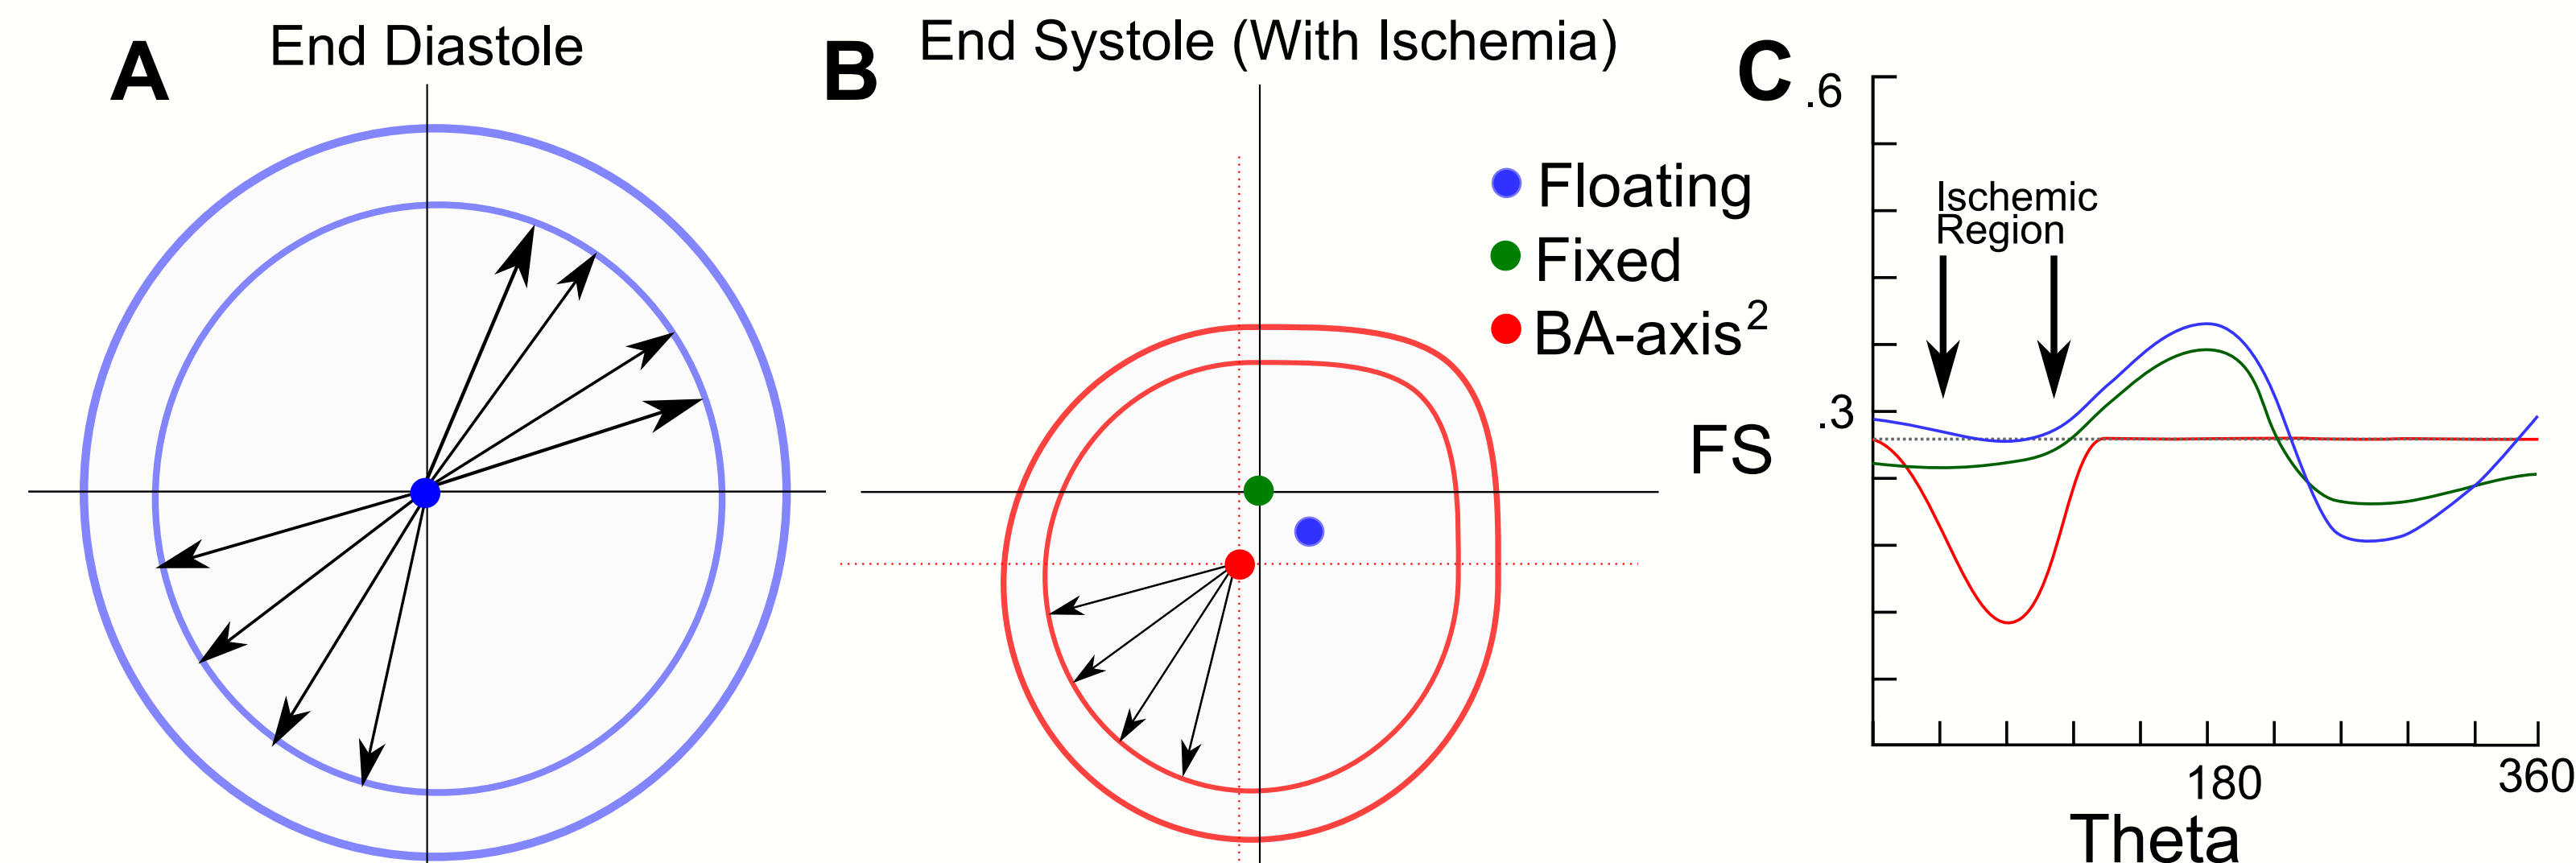 A
End Diastole
B
End Systole (With Ischemia)
Floating
Fixed
BA-axis²
C
.6
Ischemic
Region
.3
FS
180
360
Theta